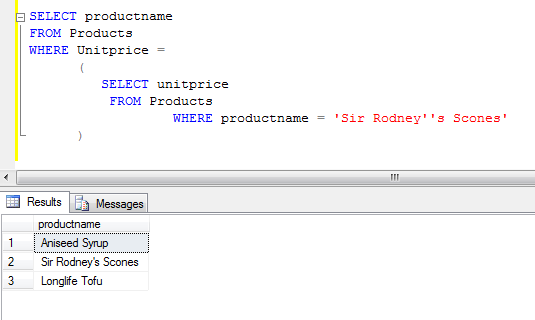 SELECT productname
FROM Products
WHERE Unitprice =
(
SELECT unitprice
FROM Products
WHERE productname = 'Sir Rodney''s Scones'
)
Results Messages
productname
1 Aniseed Syrup
2 Sir Rodney's Scones
3 Longlife Tofu